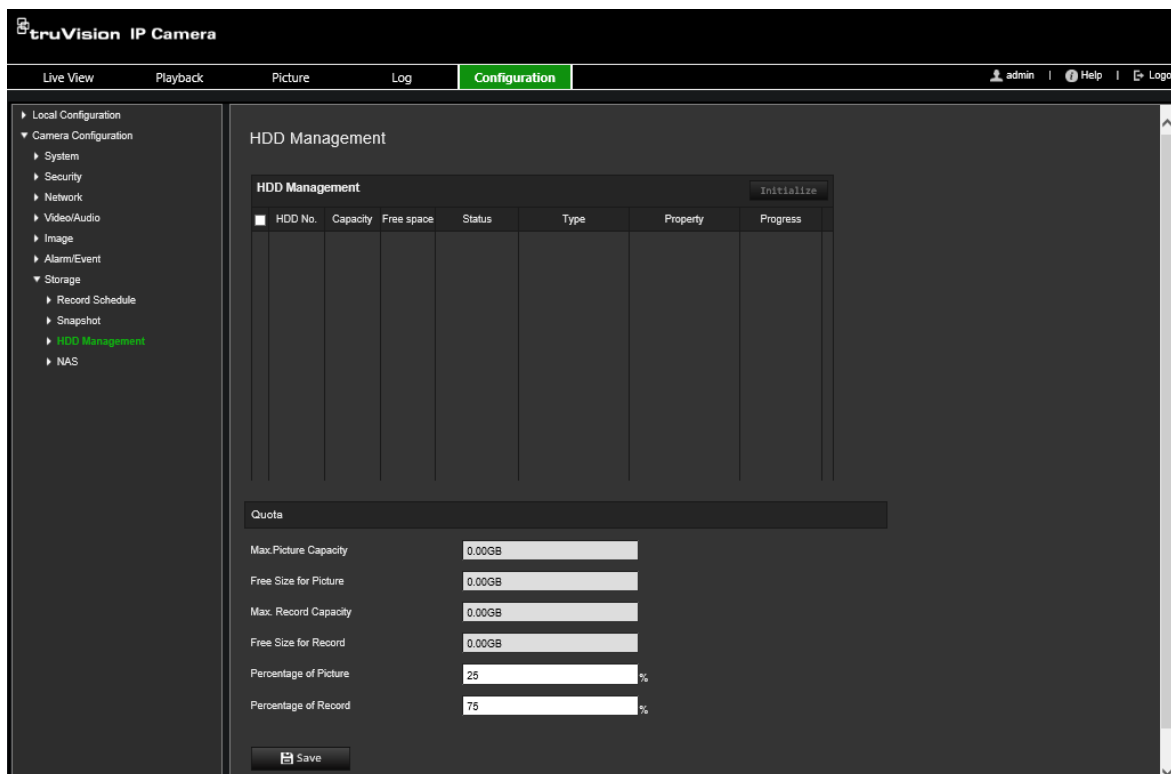 truVision IP Camera
Live View Playback Picture Log Configuration admin | Help | Logo
Local Configuration
Camera Configuration
System
Security
Network
Video/Audio
Image
Alarm/Event
Storage
Record Schedule
Snapshot
HDD Management
NAS
HDD Management
HDD Management Initialize
HDD No. Capacity Free space Status Type Property Progress
Quota
Max.Picture Capacity 0.00GB
Free Size for Picture 0.00GB
Max. Record Capacity 0.00GB
Free Size for Record 0.00GB
Percentage of Picture 25 %
Percentage of Record 75 %
Save